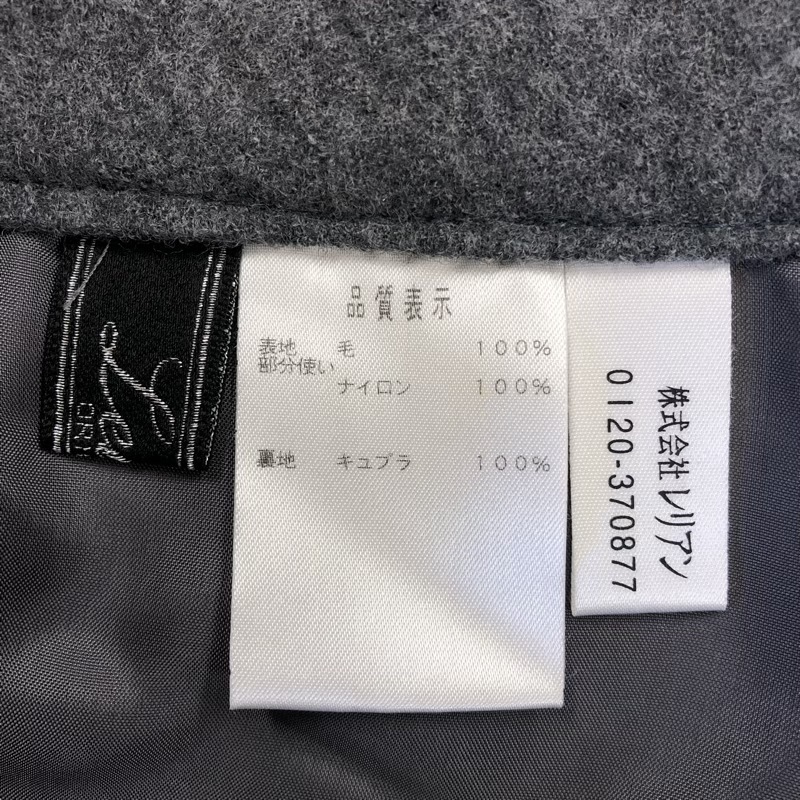 品質表示
表地 毛 100%
部分使い
ナイロン 100%
裏地 キュプラ 100%
株式会社 レリアン
0120-370877